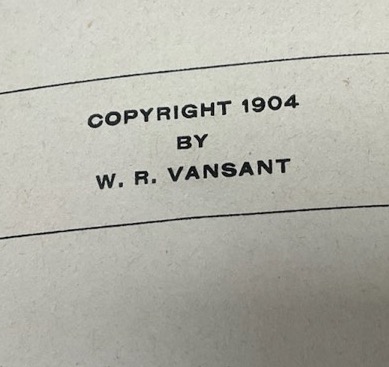 COPYRIGHT 1904
BY
W. R. VANSANT